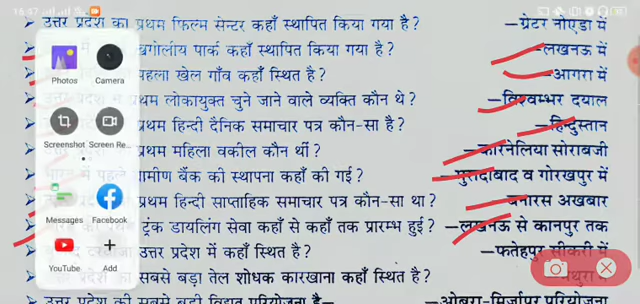 16:37
उत्तर प्रदेश का प्रथम फिल्म सेन्टर कहाँ स्थापित किया गया है? –ग्रेटर नोएडा में
में खगोलीय पार्क कहाँ स्थापित किया गया है? –लखनऊ में
पहला खेल गाँव कहाँ स्थित है? –आगरा में
प्रथम लोकायुक्त चुने जाने वाले व्यक्ति कौन थे? –विश्वम्भर दयाल
प्रथम हिन्दी दैनिक समाचार पत्र कौन-सा है? –हिन्दुस्तान
प्रथम महिला वकील कौन थीं? –कारनेलिया सोराबजी
ग्रामीण बैंक की स्थापना कहाँ की गई? –मुरादाबाद व गोरखपुर में
प्रथम हिन्दी साप्ताहिक समाचार पत्र कौन-सा था? –बनारस अखबार
ट्रंक डायलिंग सेवा कहाँ से कहाँ तक प्रारम्भ हुई? –लखनऊ से कानपुर तक
उत्तर प्रदेश में कहाँ स्थित है? –फतेहपुर सीकरी में
का सबसे बड़ा तेल शोधक कारखाना कहाँ स्थित है?
उत्तर प्रदेश की सबसे बड़ी विद्युत परियोजना है– –ओबरा-मिर्जापुर परियोजना
Photos
Camera
Screenshot
Screen Re...
Messages
Facebook
YouTube
Add